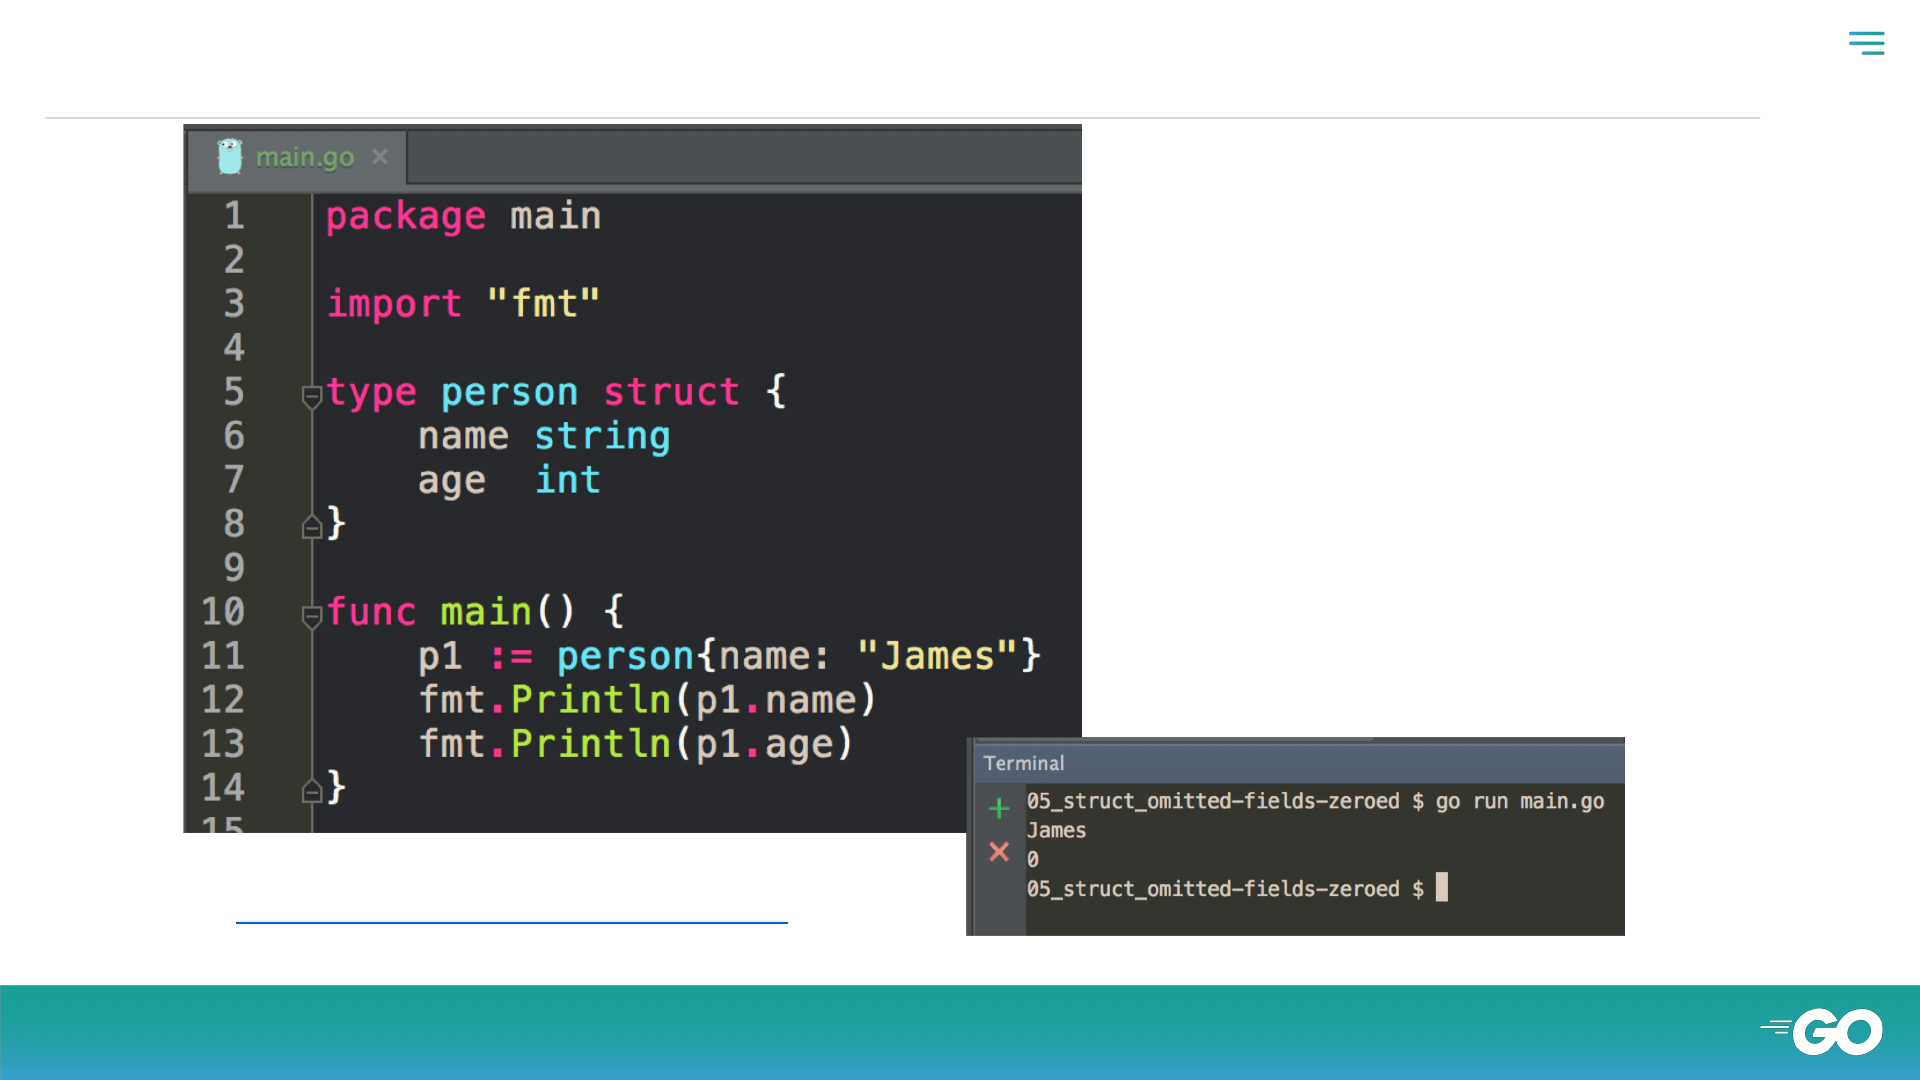 main.go ×
1 package main
2
3 import "fmt"
4
5 type person struct {
6     name string
7     age  int
8 }
9
10 func main() {
11     p1 := person{name: "James"}
12     fmt.Println(p1.name)
13     fmt.Println(p1.age)
14 }
15
Terminal
05_struct_omitted-fields-zeroed $ go run main.go
James
0
05_struct_omitted-fields-zeroed $
GO